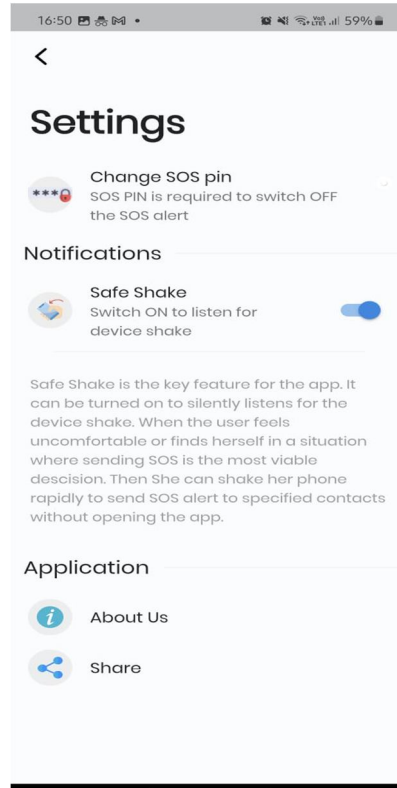 16:50 59%
Settings
***
Change SOS pin
SOS PIN is required to switch OFF
the SOS alert
Notifications
Safe Shake
Switch ON to listen for
device shake
Safe Shake is the key feature for the app. It
can be turned on to silently listens for the
device shake. When the user feels
uncomfortable or finds herself in a situation
where sending SOS is the most viable
descision. Then She can shake her phone
rapidly to send SOS alert to specified contacts
without opening the app.
Application
i About Us
Share